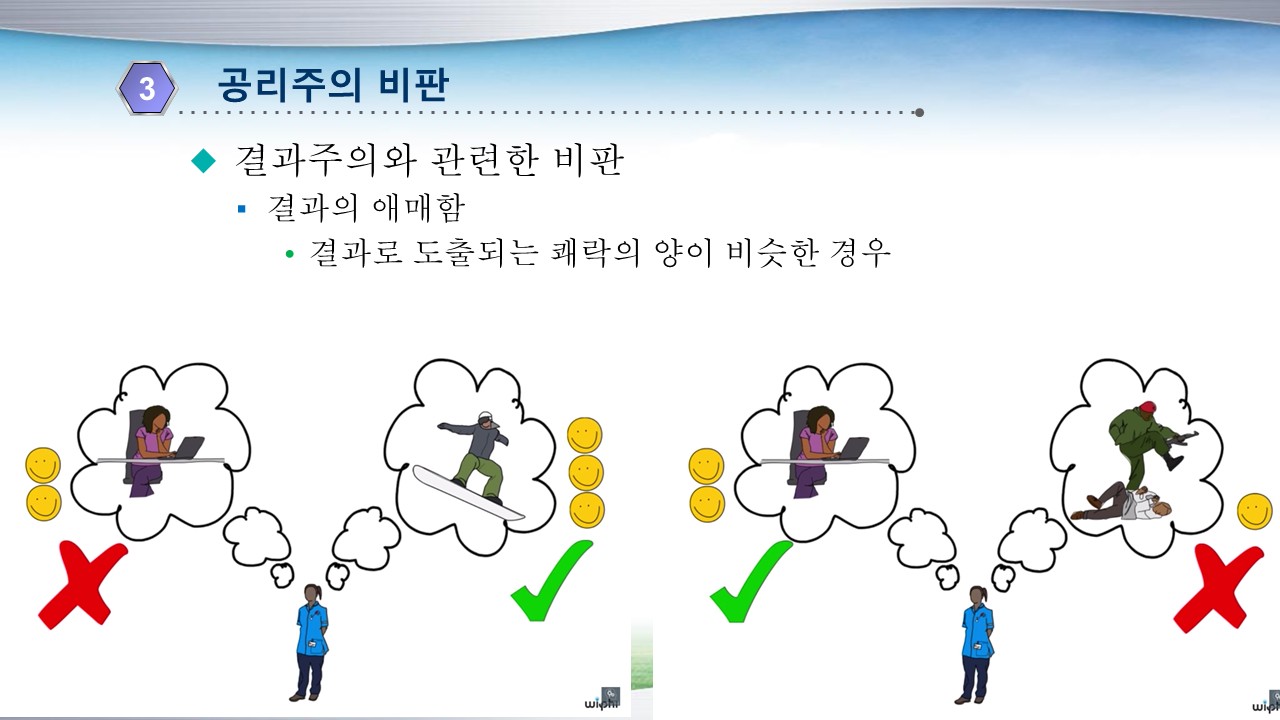 3 공리주의 비판
결과주의와 관련한 비판
결과의 애매함
결과로 도출되는 쾌락의 양이 비슷한 경우
wiphi
wiphi